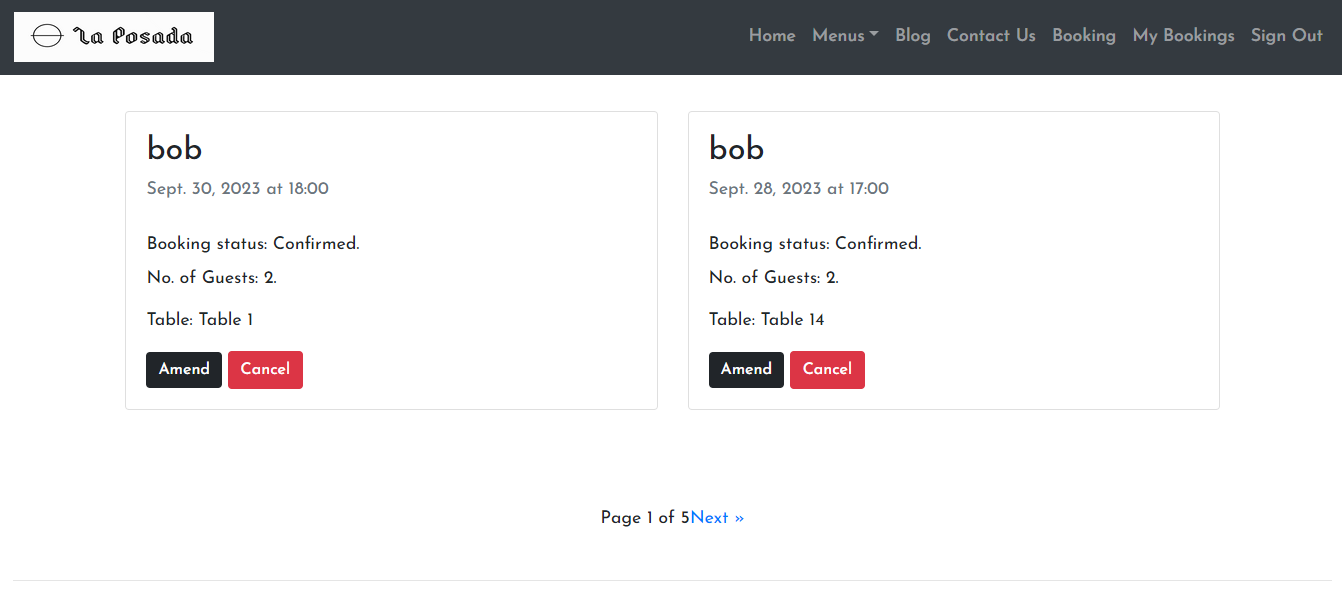 La Posada
Home Menus Blog Contact Us Booking My Bookings Sign Out
bob
Sept. 30, 2023 at 18:00
Booking status: Confirmed.
No. of Guests: 2.
Table: Table 1
Amend Cancel
bob
Sept. 28, 2023 at 17:00
Booking status: Confirmed.
No. of Guests: 2.
Table: Table 14
Amend Cancel
Page 1 of 5Next »